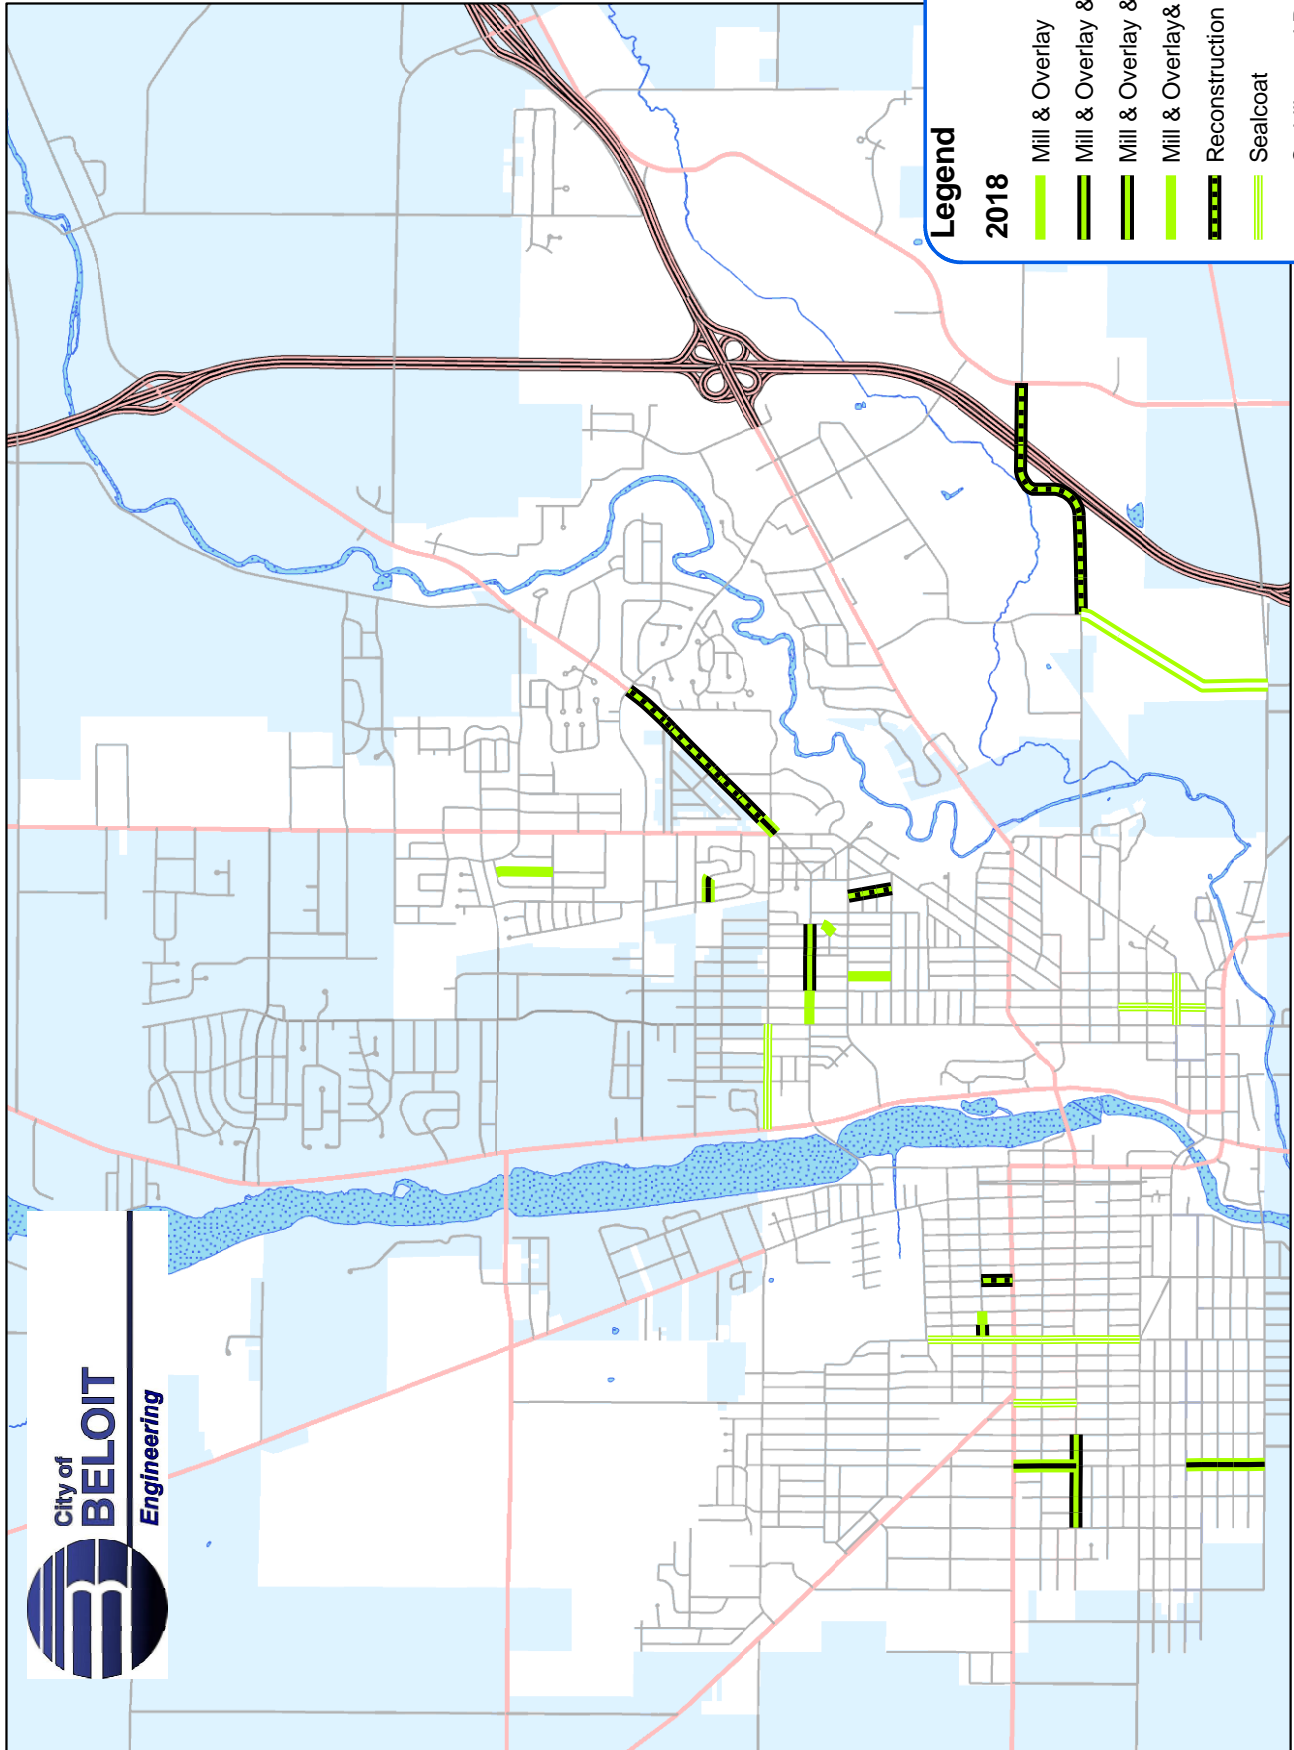 City of
BELOIT
Engineering
Legend
2018
Mill & Overlay
Mill & Overlay &
Mill & Overlay &
Mill & Overlay&
Reconstruction
Sealcoat